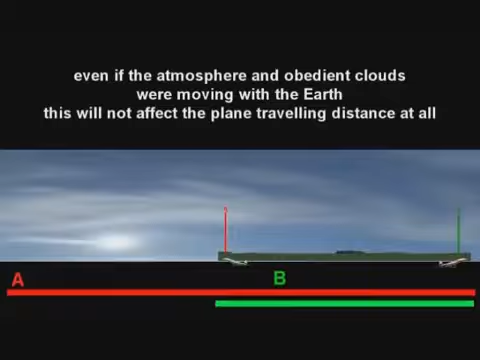 even if the atmosphere and obedient clouds
were moving with the Earth
this will not affect the plane travelling distance at all
A
B